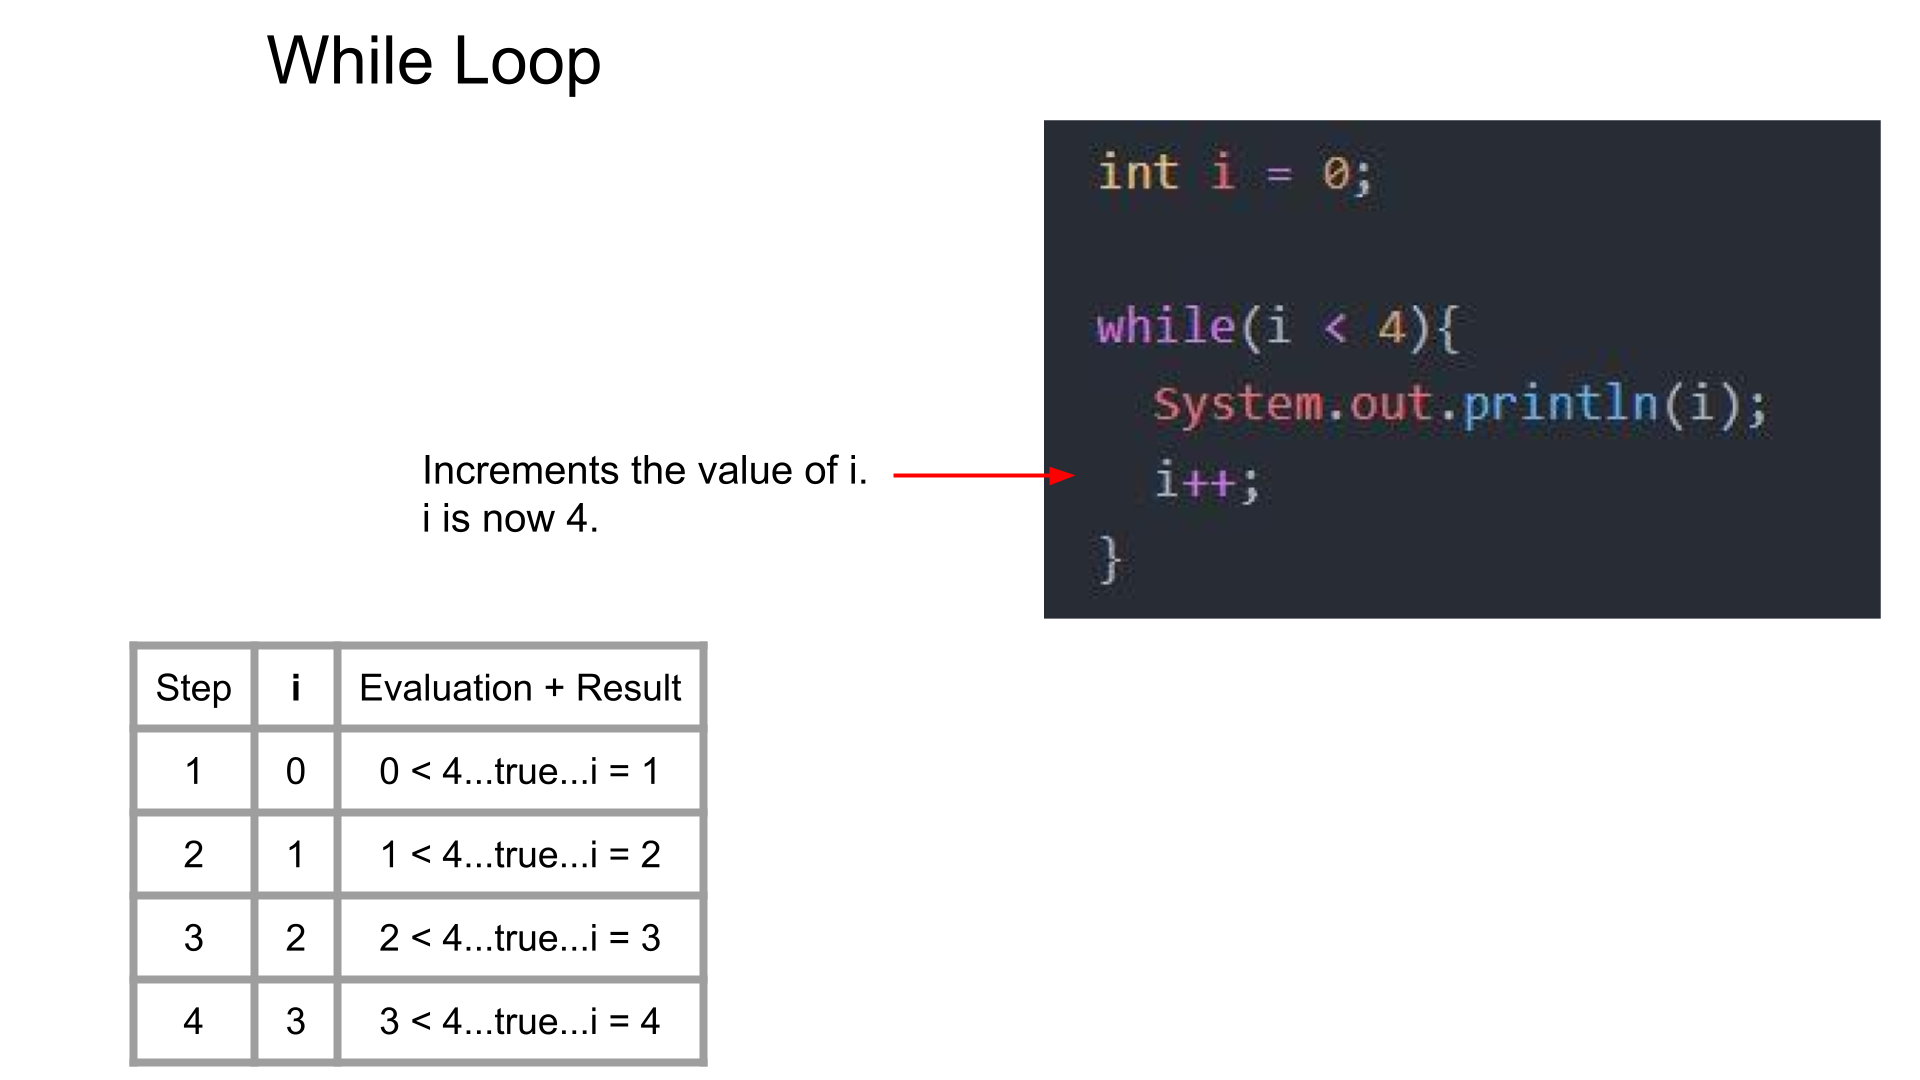 While Loop
int i = 0;
while(i < 4){
System.out.println(i);
i++;
}
Increments the value of i.
i is now 4.
Step i Evaluation + Result
1 0 0 < 4...true...i = 1
2 1 1 < 4...true...i = 2
3 2 2 < 4...true...i = 3
4 3 3 < 4...true...i = 4